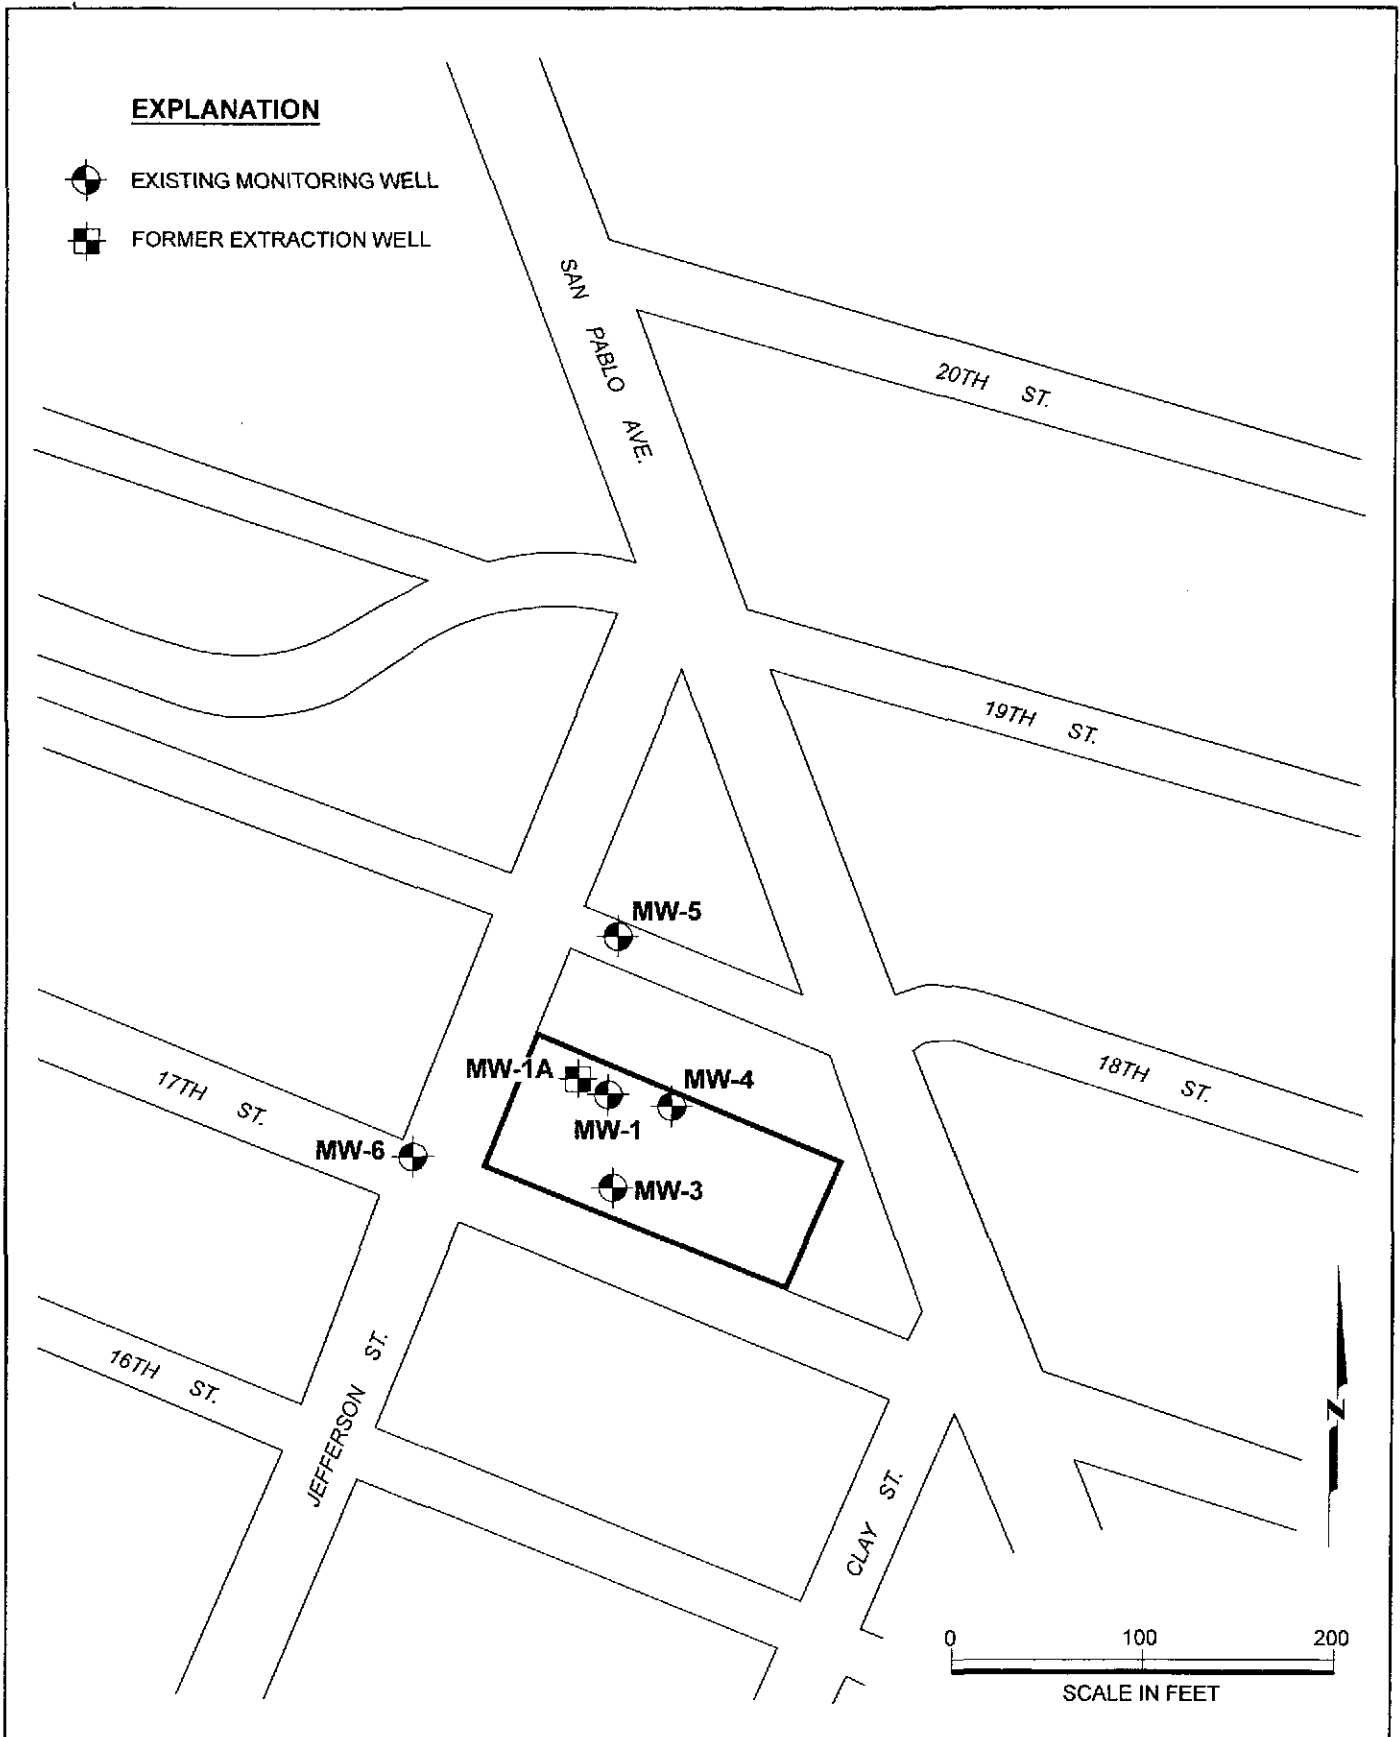 EXPLANATION
EXISTING MONITORING WELL
FORMER EXTRACTION WELL
SAN PABLO AVE.
20TH ST.
19TH ST.
MW-5
18TH ST.
MW-1A
MW-4
17TH ST.
MW-1
MW-6
MW-3
16TH ST.
JEFFERSON ST.
CLAY ST.
N
0 100 200
SCALE IN FEET